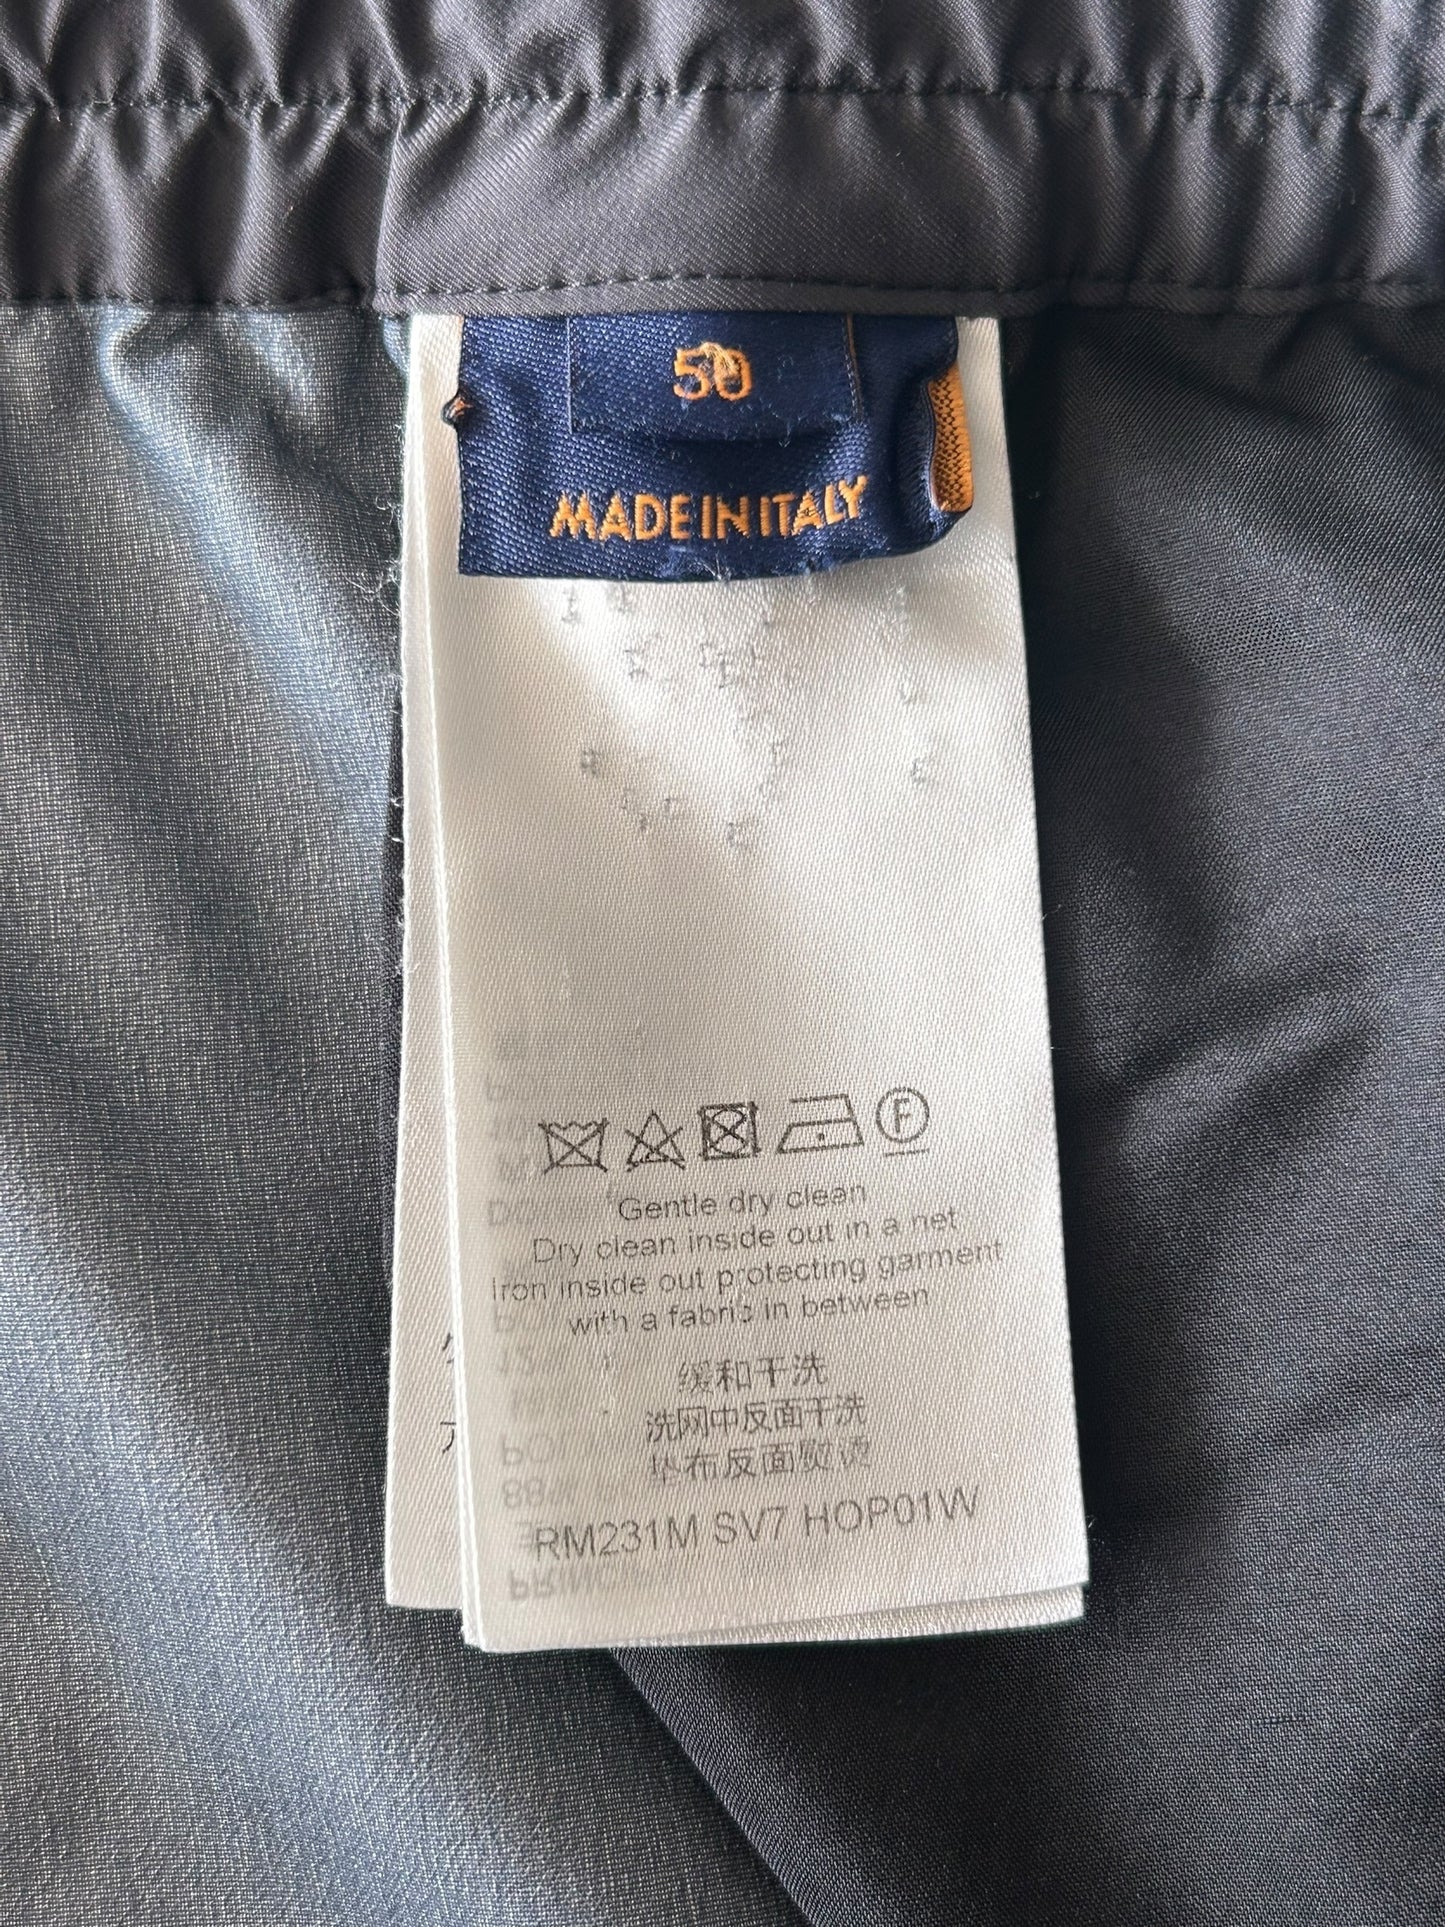 50
MADE IN ITALY
F
Gentle dry clean
Dry clean inside out in a net
Iron inside out protecting garment
with a fabric in between
缓和干洗
洗网中反面干洗
垫布反面熨烫
RM231M SV7 HOP01W